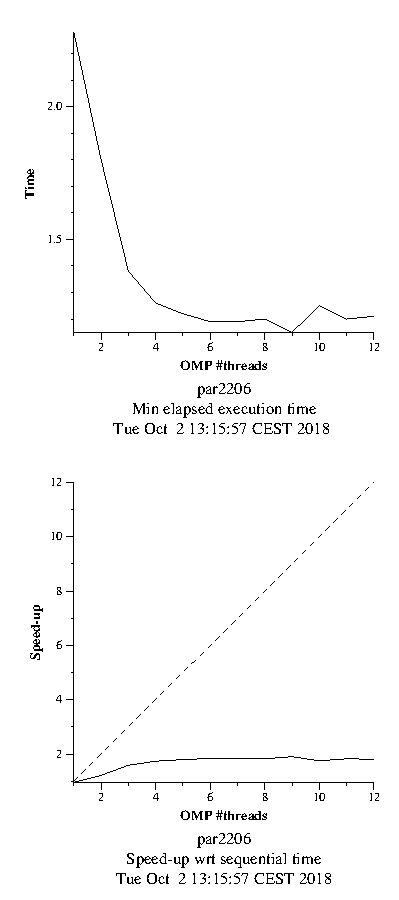 2.0
Time
1.5
2 4 6 8 10 12
OMP #threads
par2206
Min elapsed execution time
Tue Oct  2 13:15:57 CEST 2018
12
10
8
Speed-up
6
4
2
2 4 6 8 10 12
OMP #threads
par2206
Speed-up wrt sequential time
Tue Oct  2 13:15:57 CEST 2018